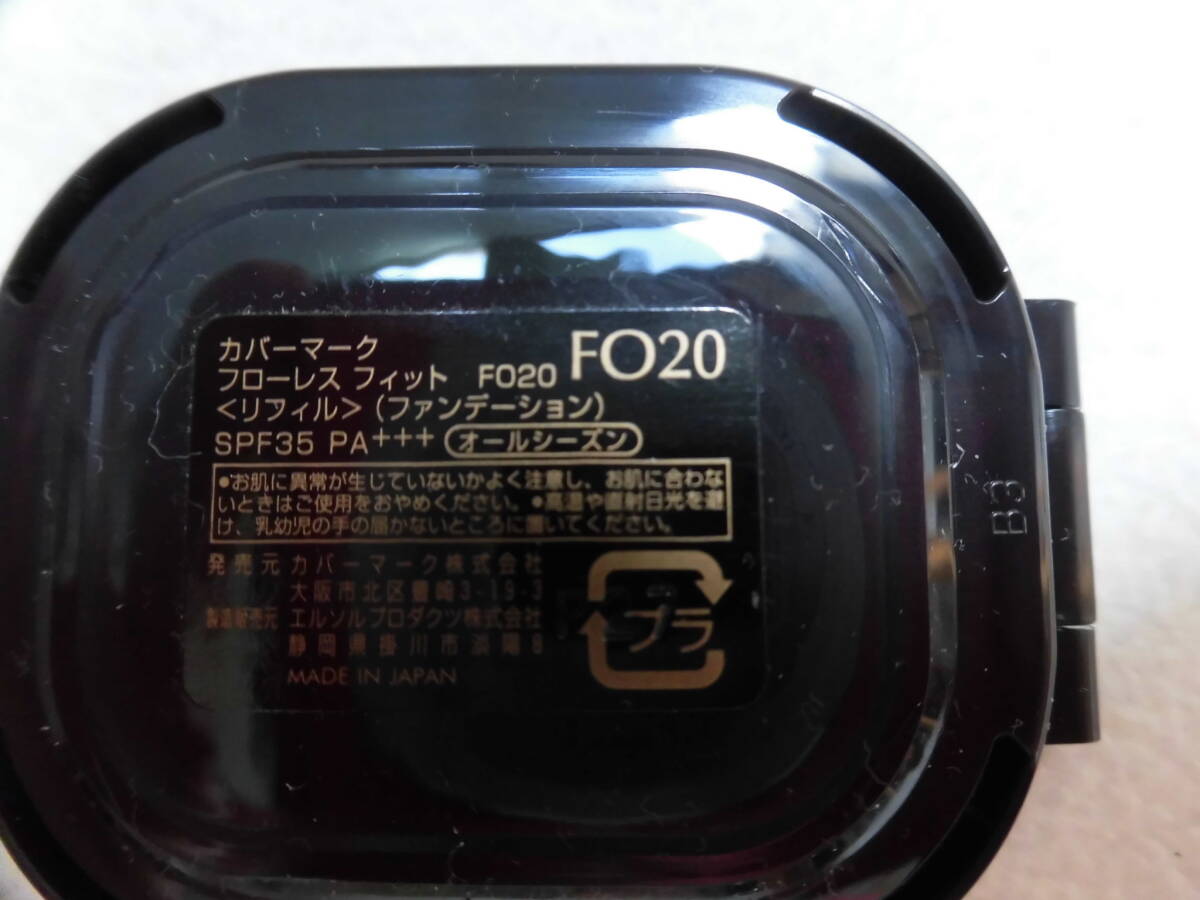 カバーマーク
フローレス フィット FO20 FO20
<リフィル>(ファンデーション)
SPF35 PA+++ オールシーズン
●お肌に異常が生じていないかよく注意し、お肌に合わな
いときはご使用をおやめください。●高温や直射日光を避
け、乳幼児の手の届かないところに置いてください。
発売元 カバーマーク株式会社
大阪市北区豊崎3-19-3
製造販売元 エルソルプロダクツ株式会社
静岡県掛川市淡陽8
MADE IN JAPAN
プラ
B3